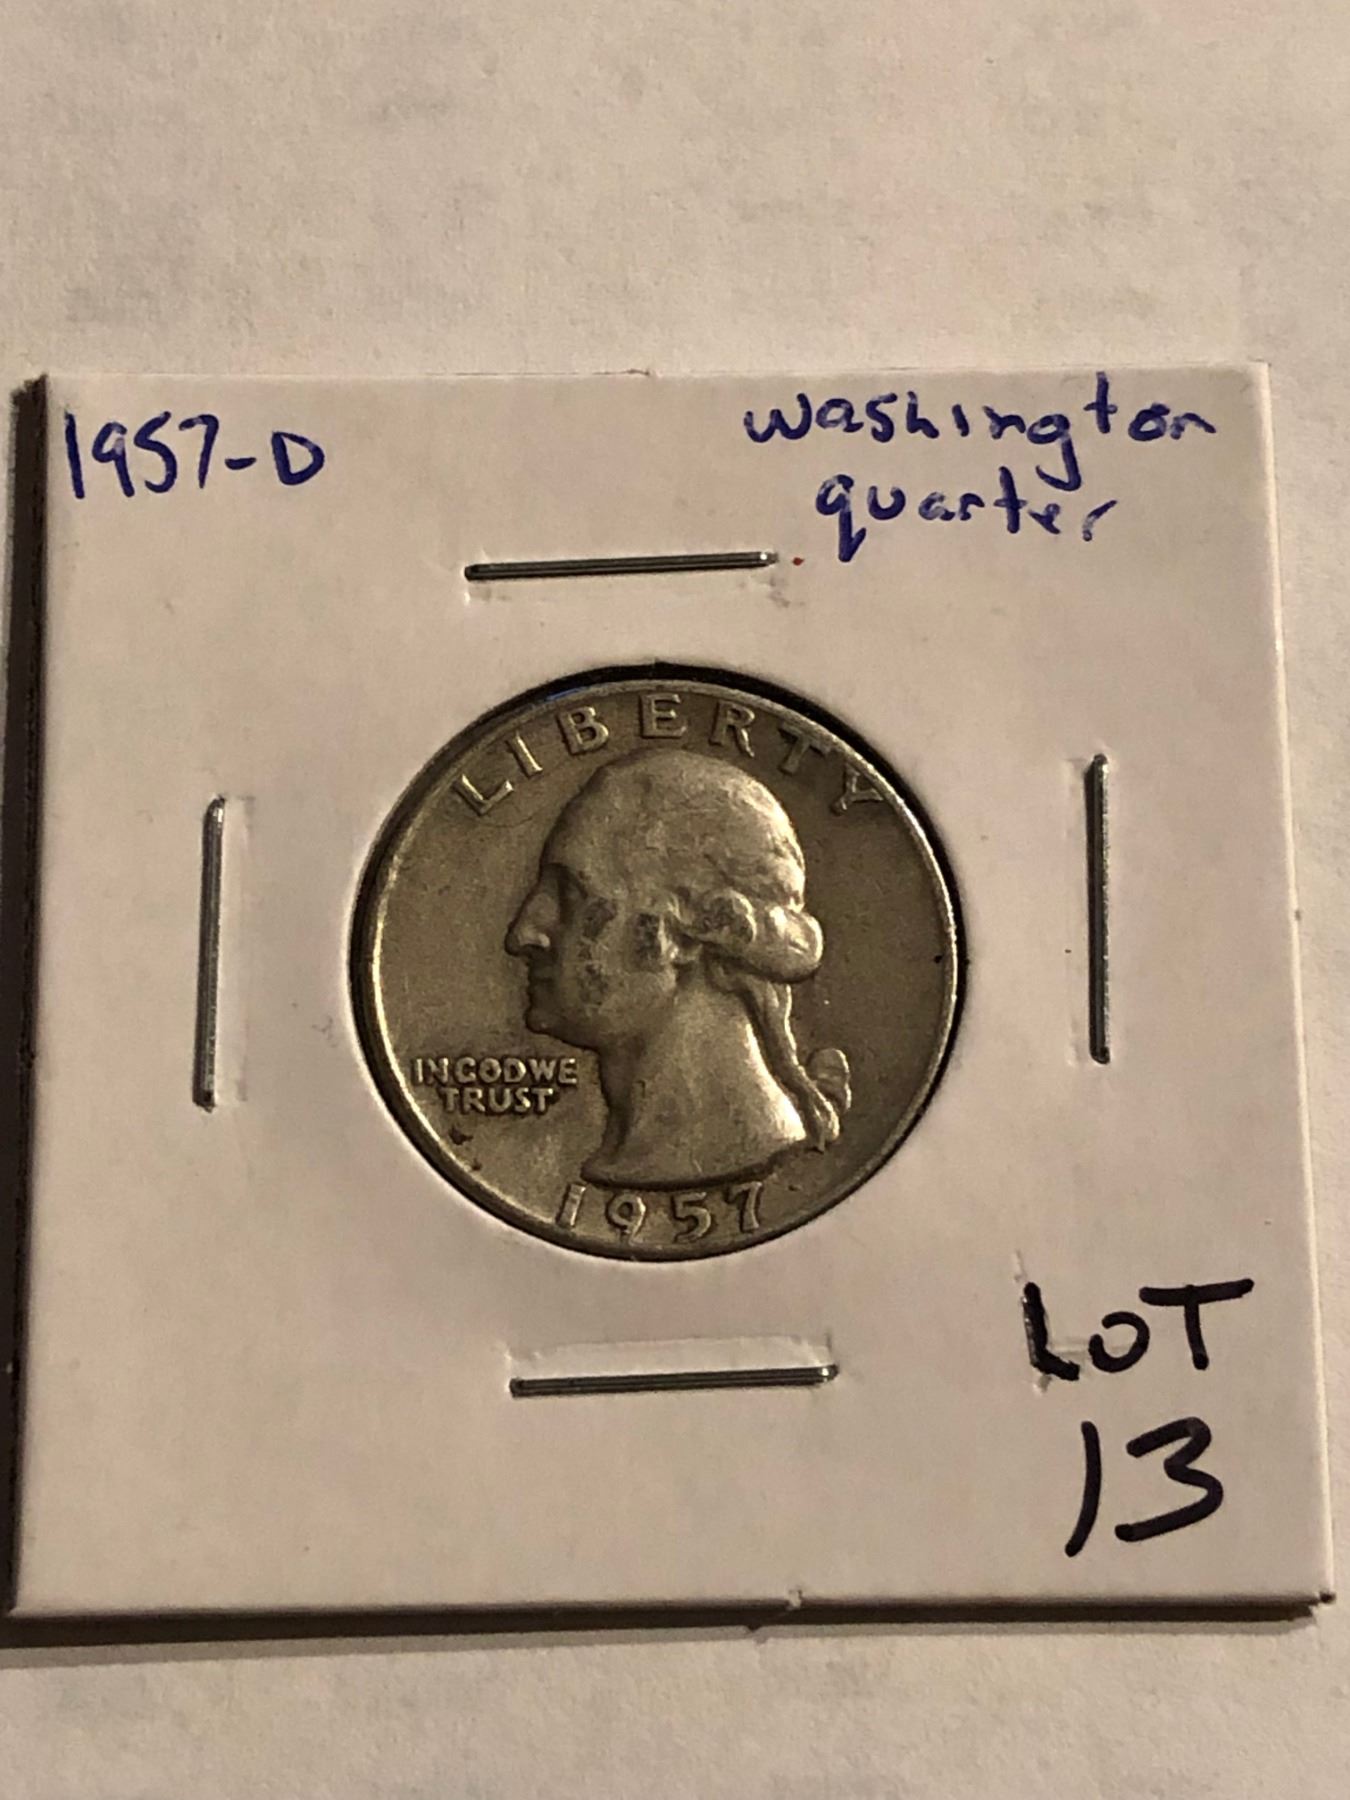 1957-D
washington
quarter
LIBERTY
IN GOD WE
TRUST
1957
LOT
13